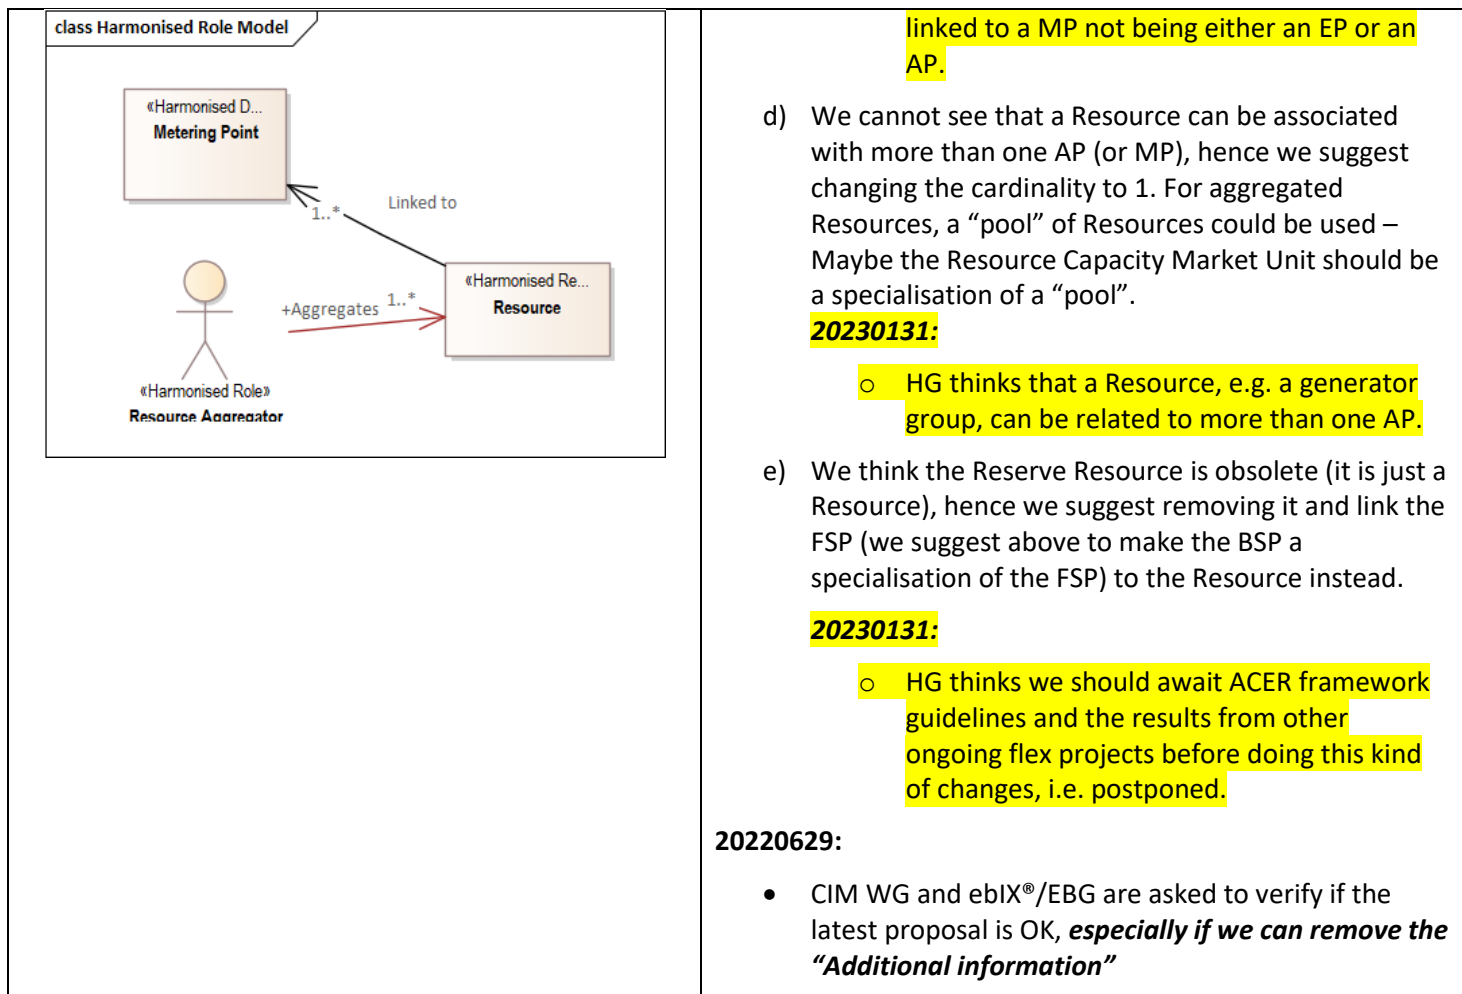 class Harmonised Role Model
«Harmonised D...
Metering Point
1..*
Linked to
«Harmonised Re...
Resource
+Aggregates
1..*
«Harmonised Role»
Resource Aggregator
linked to a MP not being either an EP or an
AP.
d) We cannot see that a Resource can be associated
with more than one AP (or MP), hence we suggest
changing the cardinality to 1. For aggregated
Resources, a “pool” of Resources could be used –
Maybe the Resource Capacity Market Unit should be
a specialisation of a “pool”.
20230131:
o HG thinks that a Resource, e.g. a generator
group, can be related to more than one AP.
e) We think the Reserve Resource is obsolete (it is just a
Resource), hence we suggest removing it and link the
FSP (we suggest above to make the BSP a
specialisation of the FSP) to the Resource instead.
20230131:
o HG thinks we should await ACER framework
guidelines and the results from other
ongoing flex projects before doing this kind
of changes, i.e. postponed.
20220629:
• CIM WG and ebIX®/EBG are asked to verify if the
latest proposal is OK, especially if we can remove the
“Additional information”